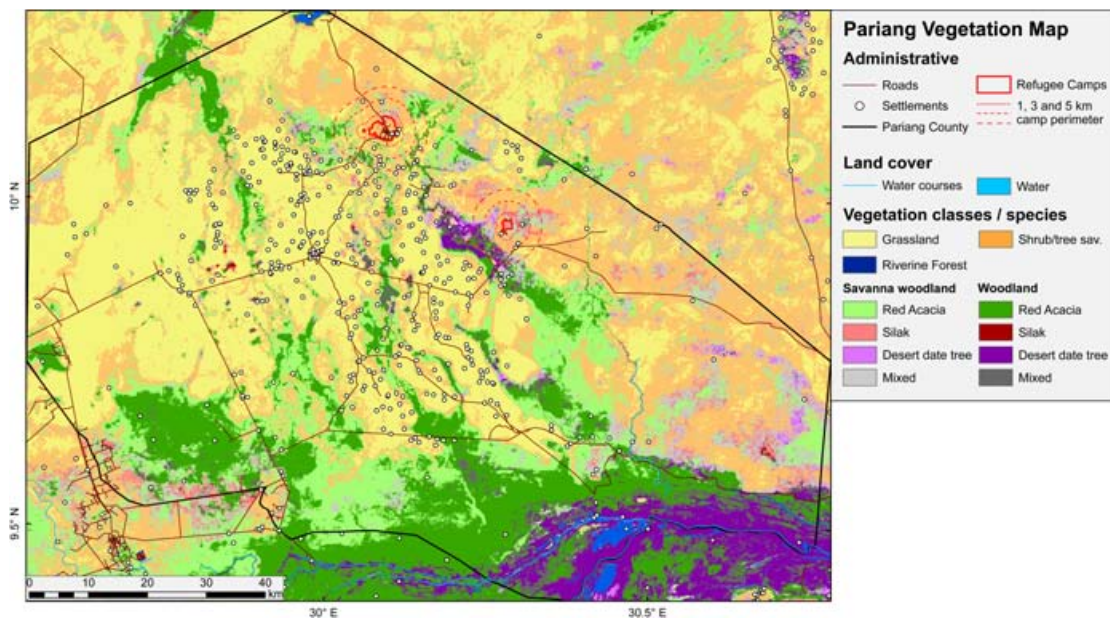 Pariang Vegetation Map
Administrative
Roads
Refugee Camps
Settlements
1, 3 and 5 km
camp perimeter
Pariang County
Land cover
Water courses
Water
Vegetation classes / species
Grassland
Shrub/tree sav.
Riverine Forest
Savanna woodland
Woodland
Red Acacia
Red Acacia
Silak
Silak
Desert date tree
Desert date tree
Mixed
Mixed
10° N
9.5° N
0 10 20 30 40
km
30° E
30.5° E